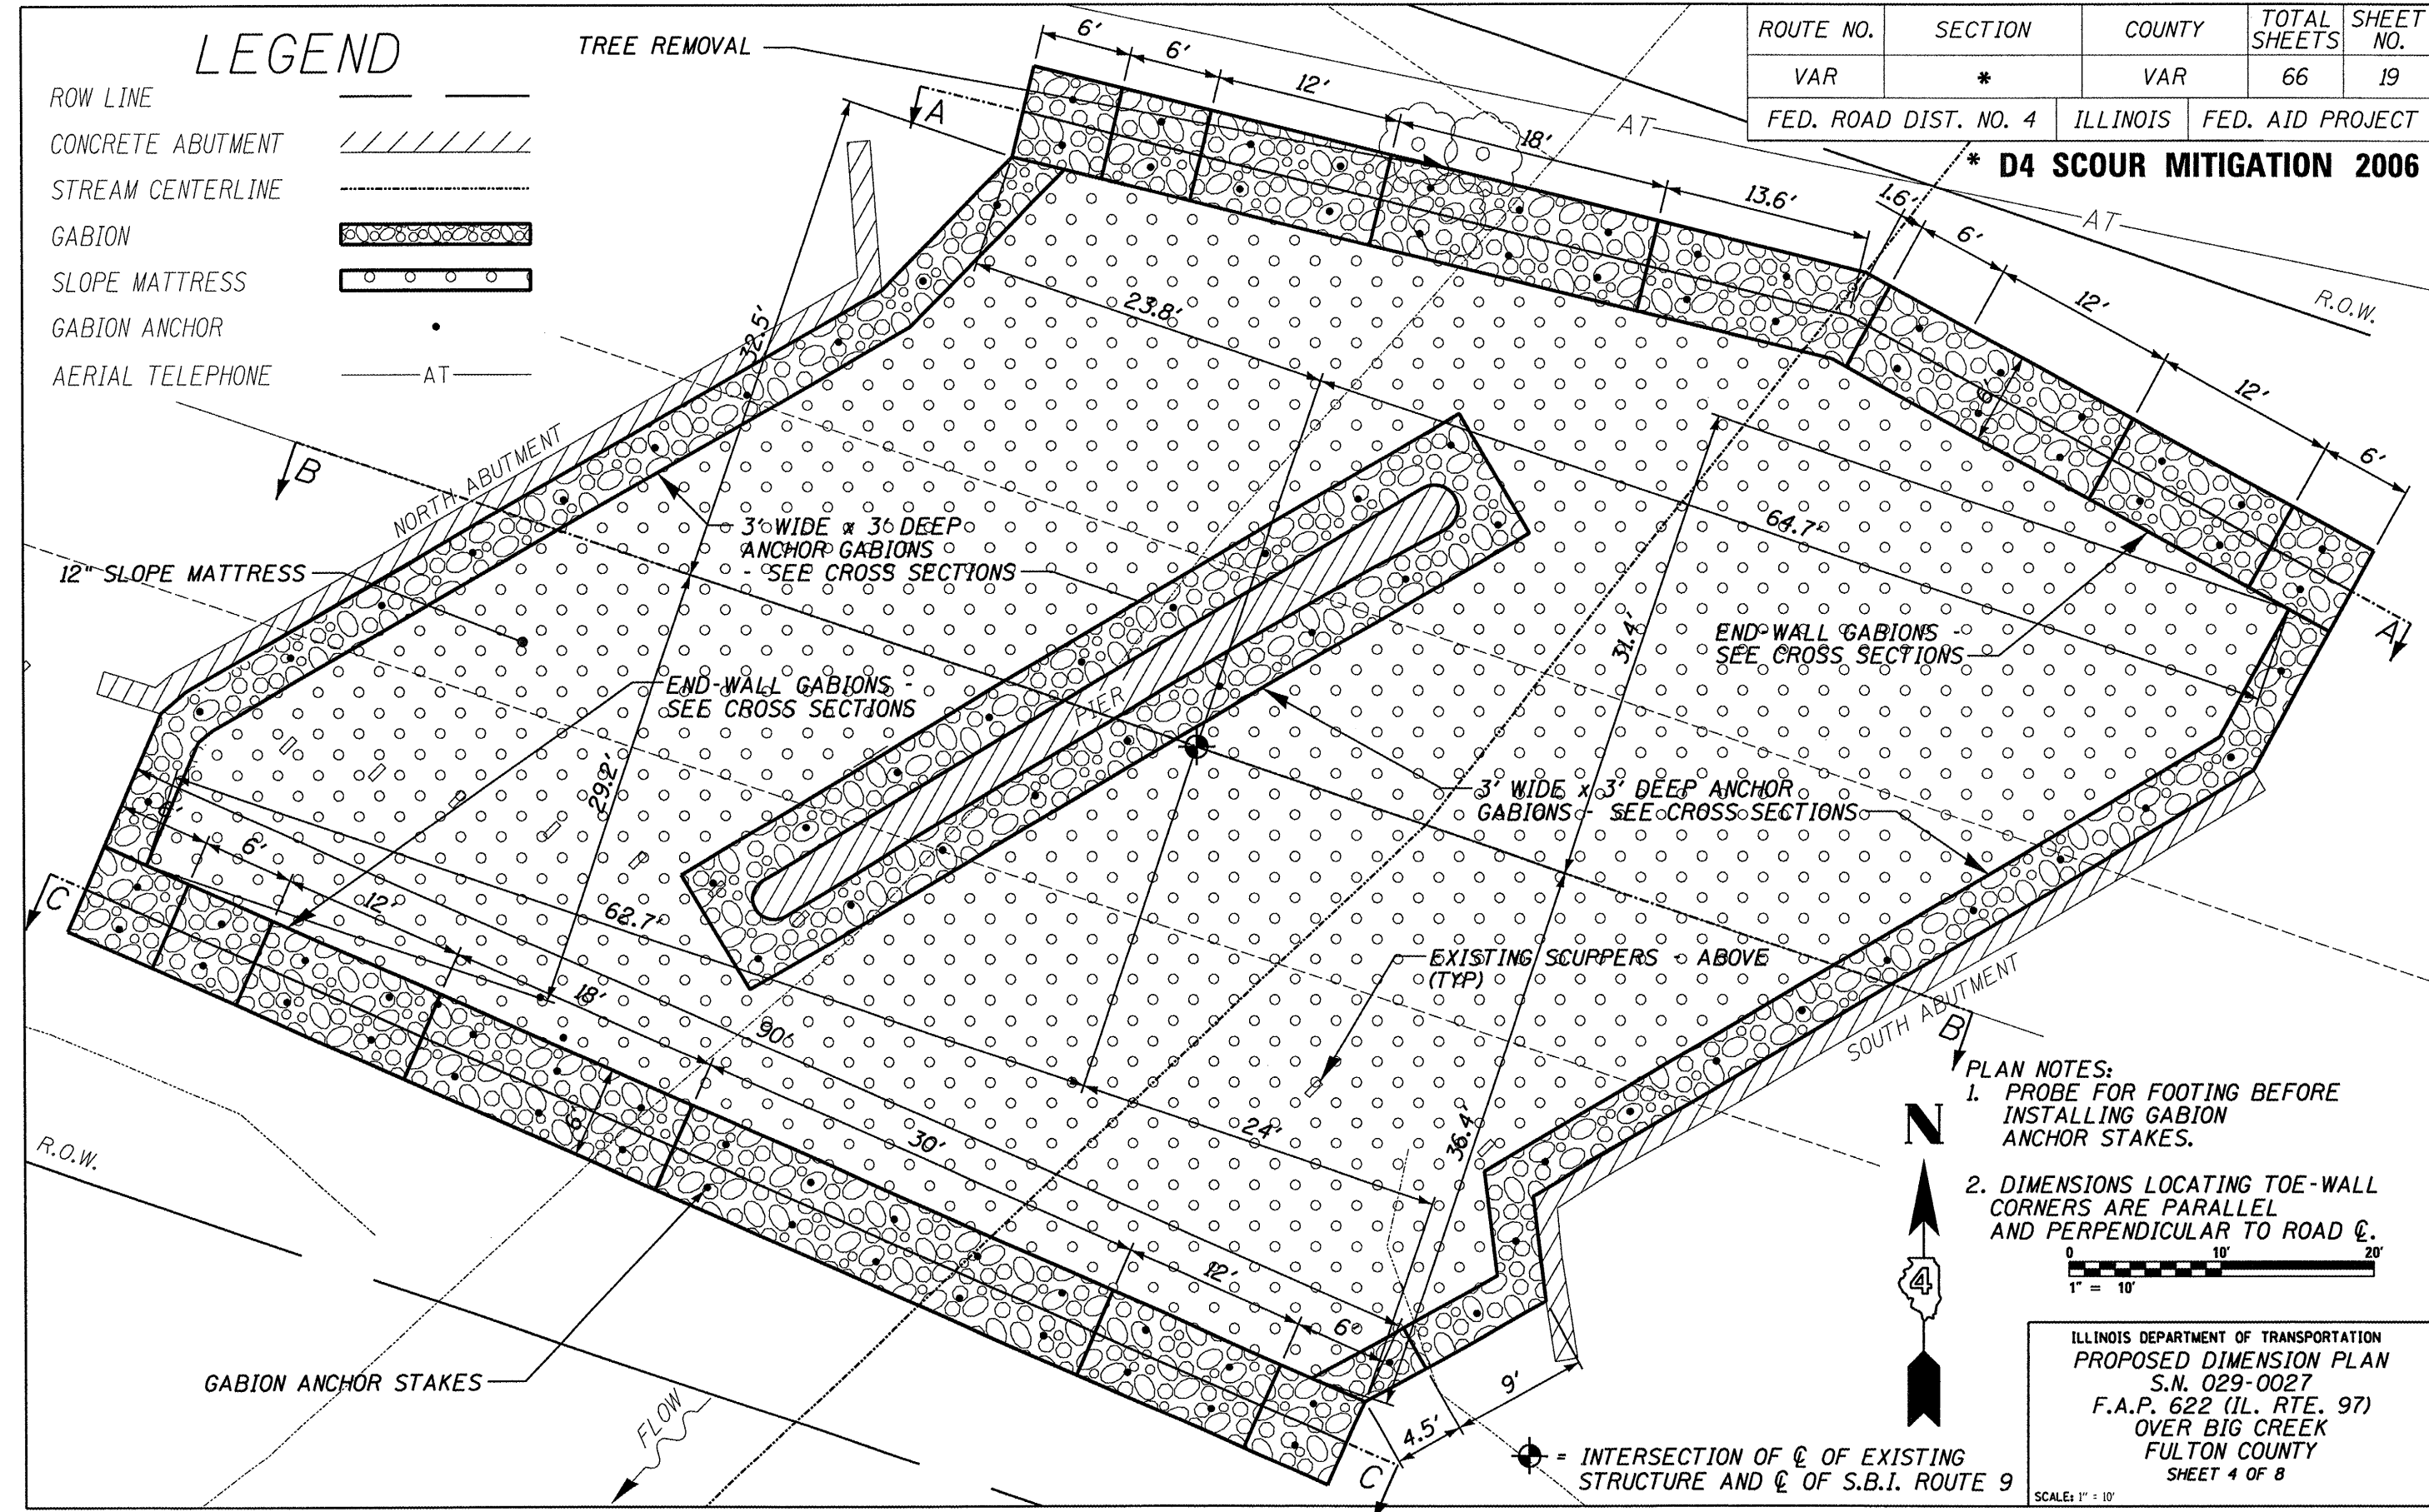 LEGEND
ROW LINE
CONCRETE ABUTMENT
STREAM CENTERLINE
GABION
SLOPE MATTRESS
GABION ANCHOR
AERIAL TELEPHONE
AT
TREE REMOVAL
ROUTE NO. SECTION COUNTY TOTAL SHEETS SHEET NO.
VAR * VAR 66 19
FED. ROAD DIST. NO. 4 ILLINOIS FED. AID PROJECT
* D4 SCOUR MITIGATION 2006
6'
6'
12'
18'
13.6'
1.6'
6'
12'
12'
6'
AT
AT
R.O.W.
A
A
B
NORTH ABUTMENT
32.5'
23.8'
64.7'
6'
3' WIDE x 3' DEEP
ANCHOR GABIONS
- SEE CROSS SECTIONS
12" SLOPE MATTRESS
END-WALL GABIONS -
SEE CROSS SECTIONS
END-WALL GABIONS -
SEE CROSS SECTIONS
31.4'
PIER
29.2'
3' WIDE x 3' DEEP ANCHOR
GABIONS - SEE CROSS SECTIONS
6'
12'
62.7'
C
18'
90'
EXISTING SCUPPERS - ABOVE
(TYP)
SOUTH ABUTMENT
B
6'
30'
24'
36.4'
12'
6'
R.O.W.
GABION ANCHOR STAKES
FLOW
9'
4.5'
C
PLAN NOTES:
1. PROBE FOR FOOTING BEFORE
INSTALLING GABION
ANCHOR STAKES.
2. DIMENSIONS LOCATING TOE-WALL
CORNERS ARE PARALLEL
AND PERPENDICULAR TO ROAD ℄.
N
4
0 10' 20'
1" = 10'
= INTERSECTION OF ℄ OF EXISTING
STRUCTURE AND ℄ OF S.B.I. ROUTE 9
ILLINOIS DEPARTMENT OF TRANSPORTATION
PROPOSED DIMENSION PLAN
S.N. 029-0027
F.A.P. 622 (IL. RTE. 97)
OVER BIG CREEK
FULTON COUNTY
SHEET 4 OF 8
SCALE: 1" = 10'